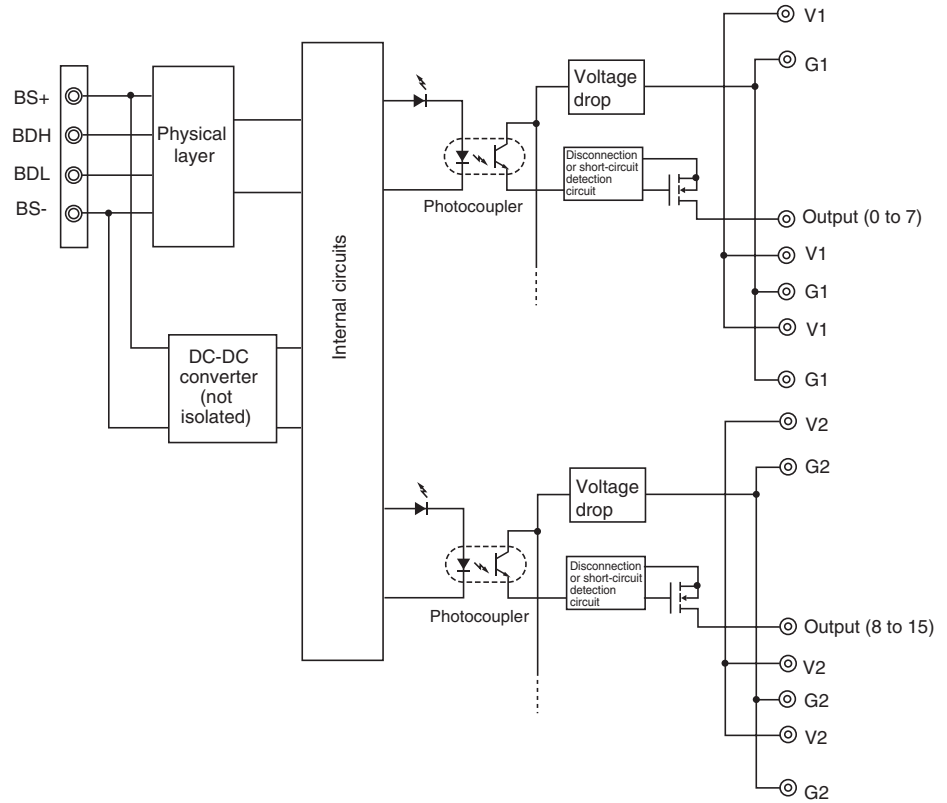 V1
G1
BS+
BDH
BDL
BS-
Physical
layer
Voltage
drop
Disconnection
or short-circuit
detection
circuit
Photocoupler
Output (0 to 7)
V1
G1
V1
G1
Internal circuits
DC-DC
converter
(not
isolated)
V2
G2
Voltage
drop
Disconnection
or short-circuit
detection
circuit
Photocoupler
Output (8 to 15)
V2
G2
V2
G2